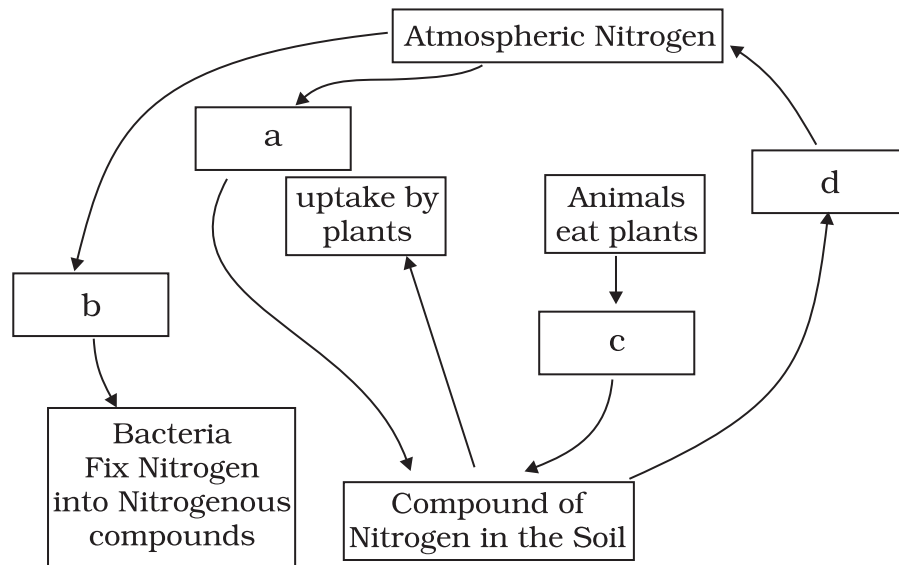 Atmospheric Nitrogen
a
uptake by
plants
Animals
eat plants
d
b
c
Bacteria
Fix Nitrogen
into Nitrogenous
compounds
Compound of
Nitrogen in the Soil